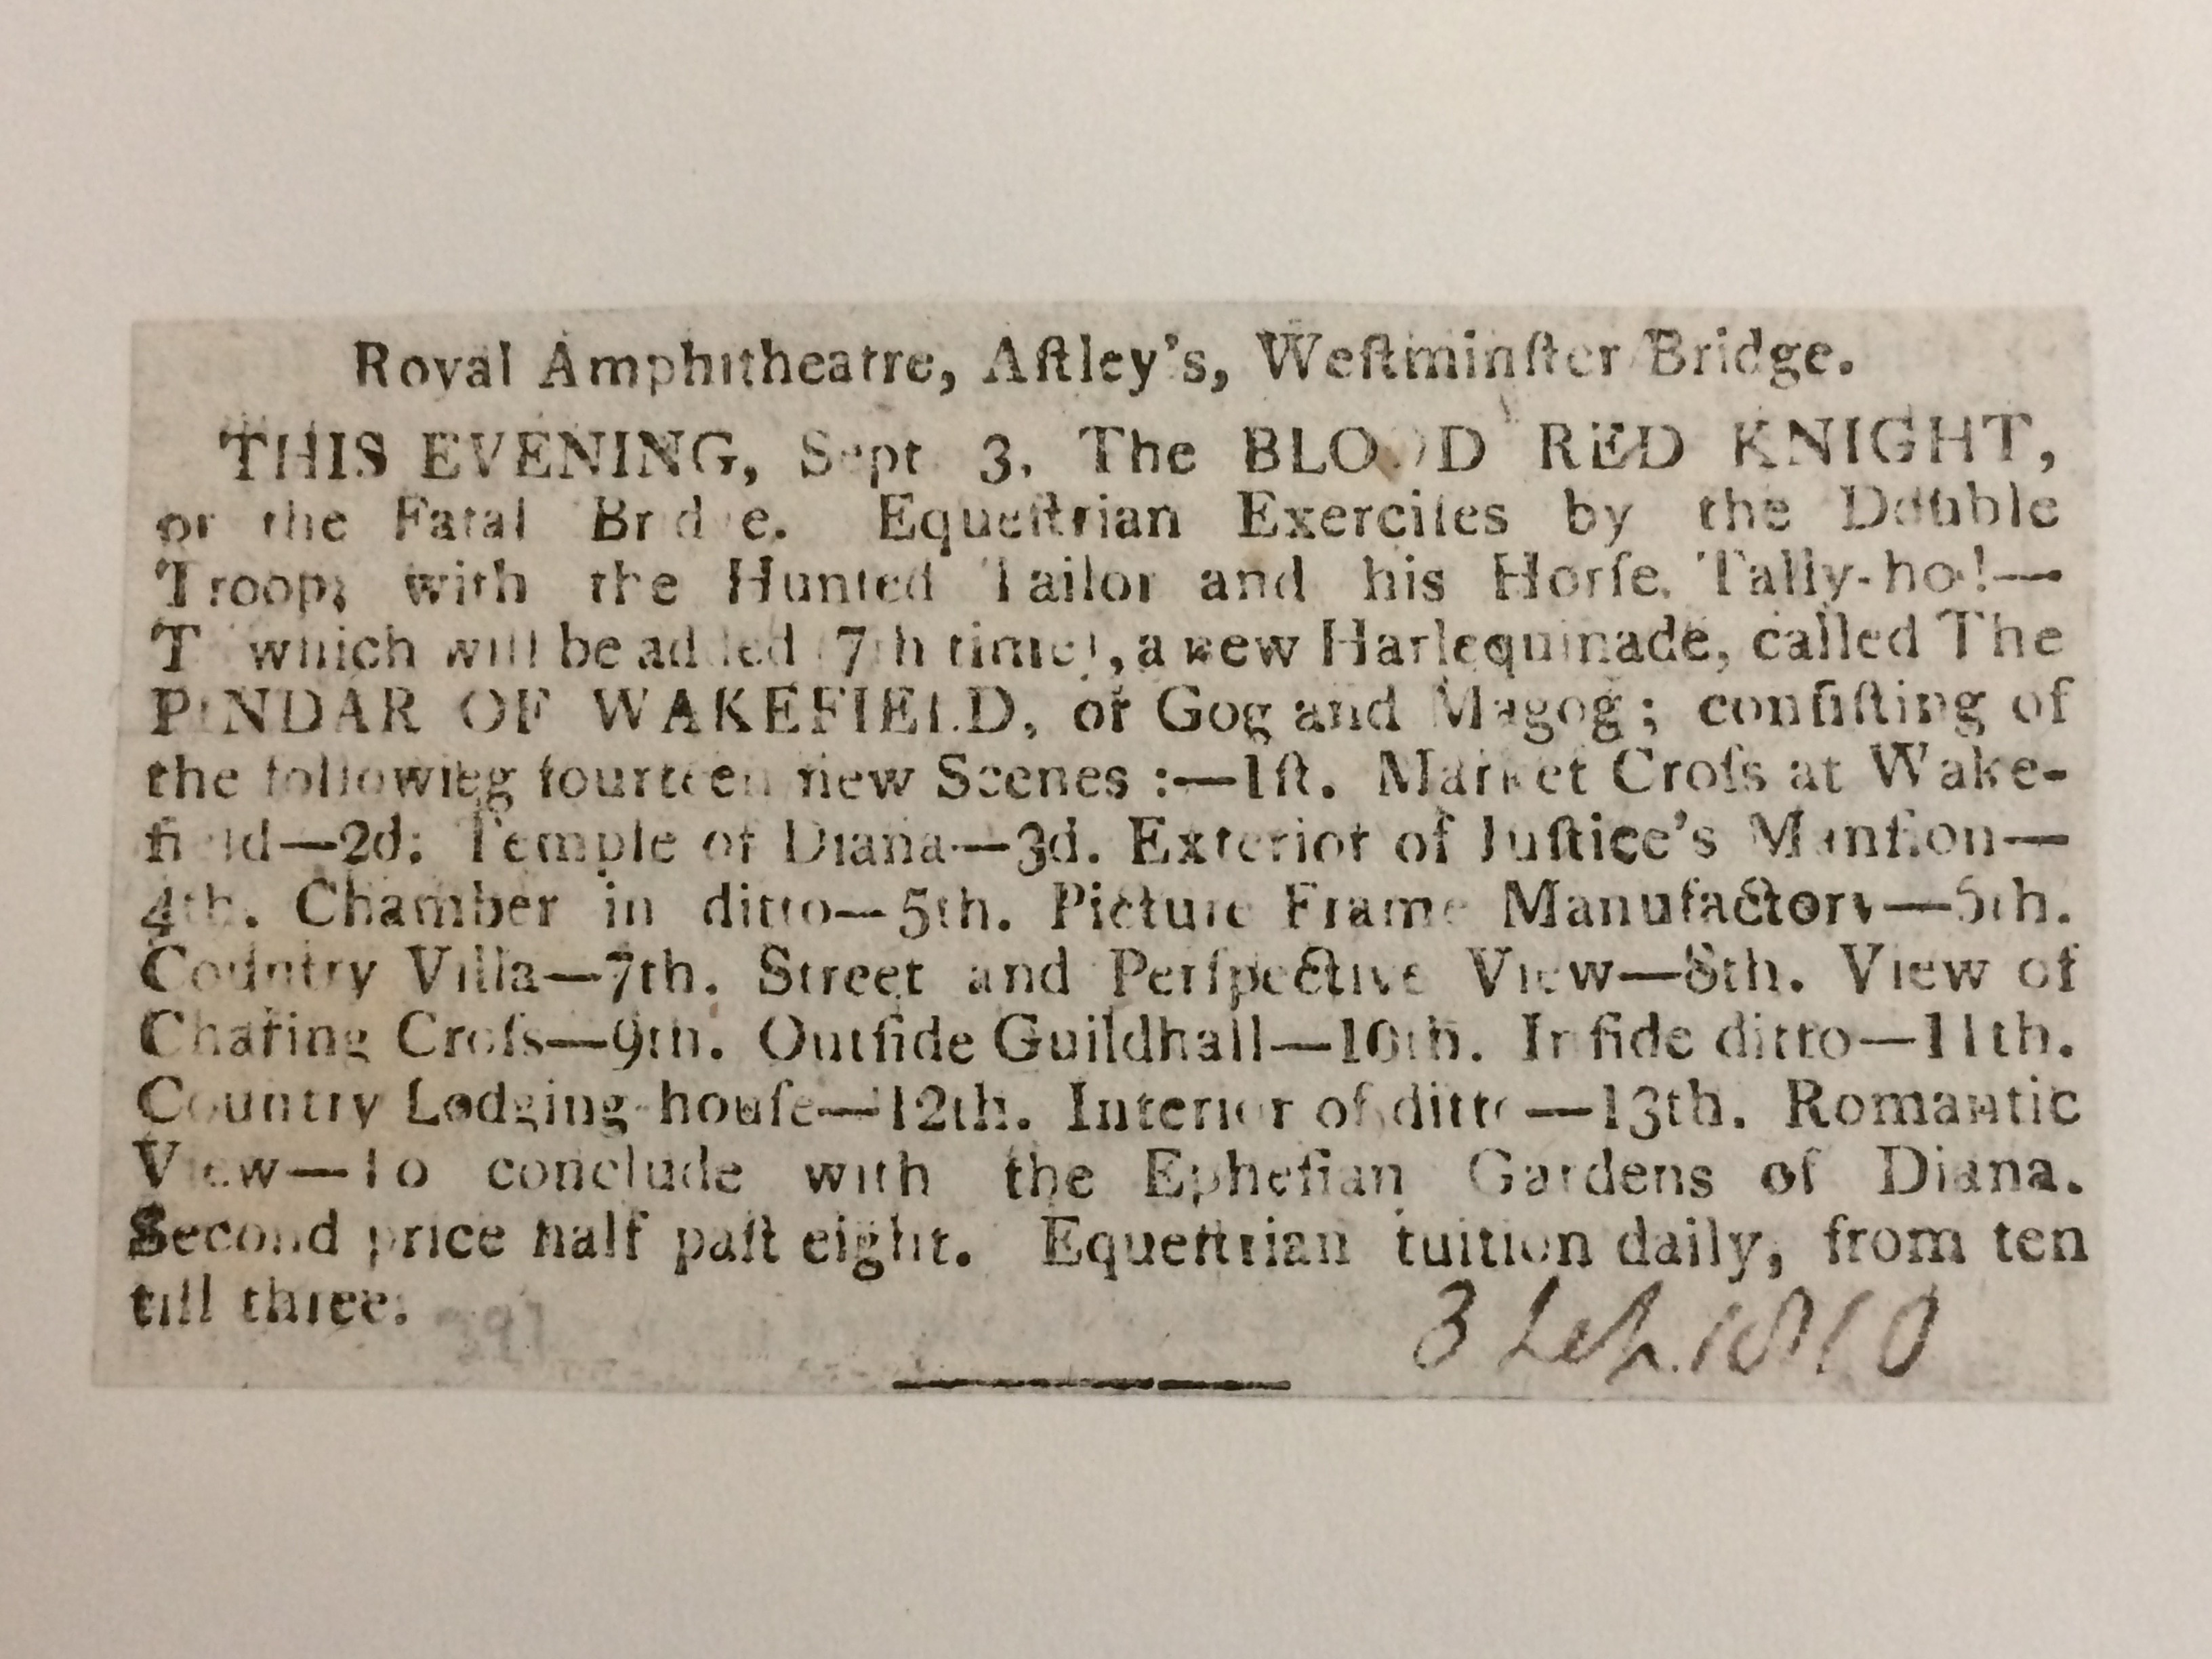 Royal Amphitheatre, Aſtley's, Weſtminſter Bridge.
THIS EVENING, Sept 3. The BLOOD RED KNIGHT,
or the Fatal Bridge. Equeſtrian Exerciſes by the Double
Troop; with the Hunted Tailor and his Horſe, Tally-ho!—
T which will be added (7th time), a new Harlequinade, called The
PINDAR OF WAKEFIELD, or Gog and Magog; conſiſting of
the followieg fourteen new Scenes :—1ſt. Market Croſs at Wake-
field—2d: Temple of Diana—3d. Exterior of Juſtice's Manſion—
4th. Chamber in ditto—5th. Picture Frame Manufactory—6th.
Country Villa—7th. Street and Perſpective View—8th. View of
Charing Croſs—9th. Outſide Guildhall—10th. Inſide ditto—11th.
Country Lodging-houſe—12th. Interior of ditto—13th. Romantic
View—To conclude with the Epheſian Gardens of Diana.
Second price half paſt eight. Equeſtrian tuition daily, from ten
till three.
3 Sep. 1810